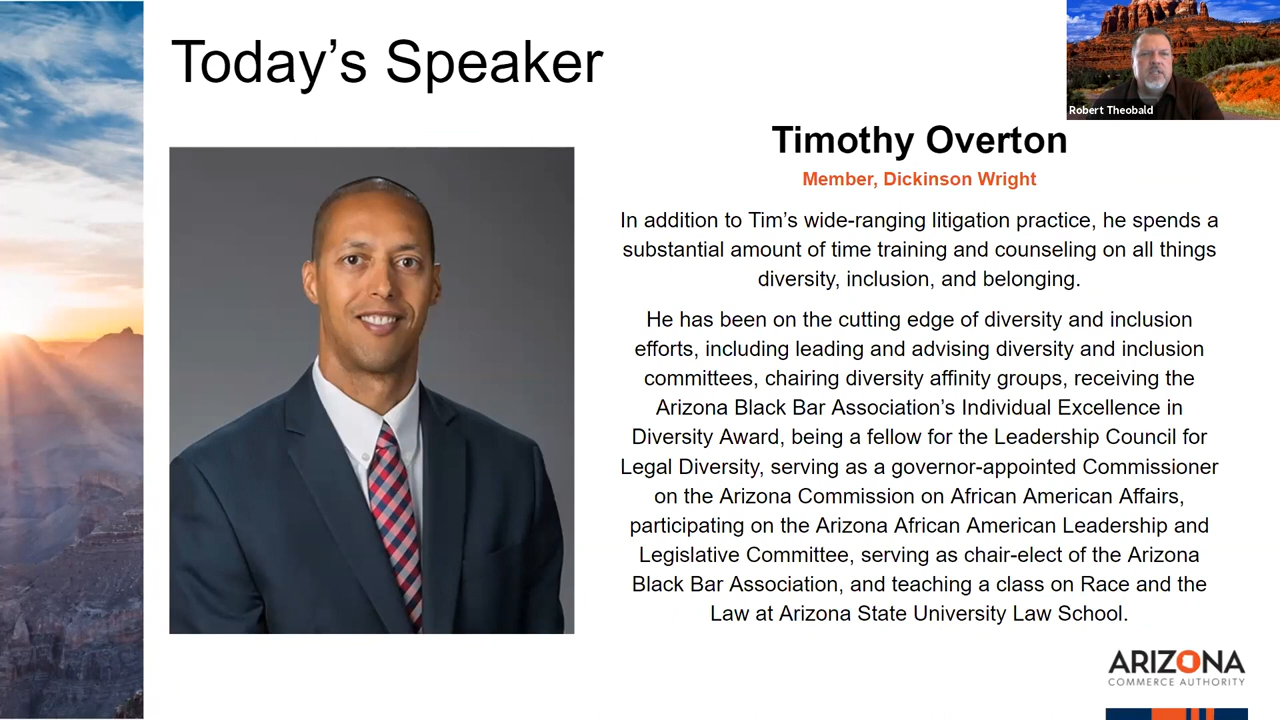 Today’s Speaker
Robert Theobald
Timothy Overton
Member, Dickinson Wright
In addition to Tim’s wide-ranging litigation practice, he spends a
substantial amount of time training and counseling on all things
diversity, inclusion, and belonging.
He has been on the cutting edge of diversity and inclusion
efforts, including leading and advising diversity and inclusion
committees, chairing diversity affinity groups, receiving the
Arizona Black Bar Association’s Individual Excellence in
Diversity Award, being a fellow for the Leadership Council for
Legal Diversity, serving as a governor-appointed Commissioner
on the Arizona Commission on African American Affairs,
participating on the Arizona African American Leadership and
Legislative Committee, serving as chair-elect of the Arizona
Black Bar Association, and teaching a class on Race and the
Law at Arizona State University Law School.
ARIZONA
COMMERCE AUTHORITY